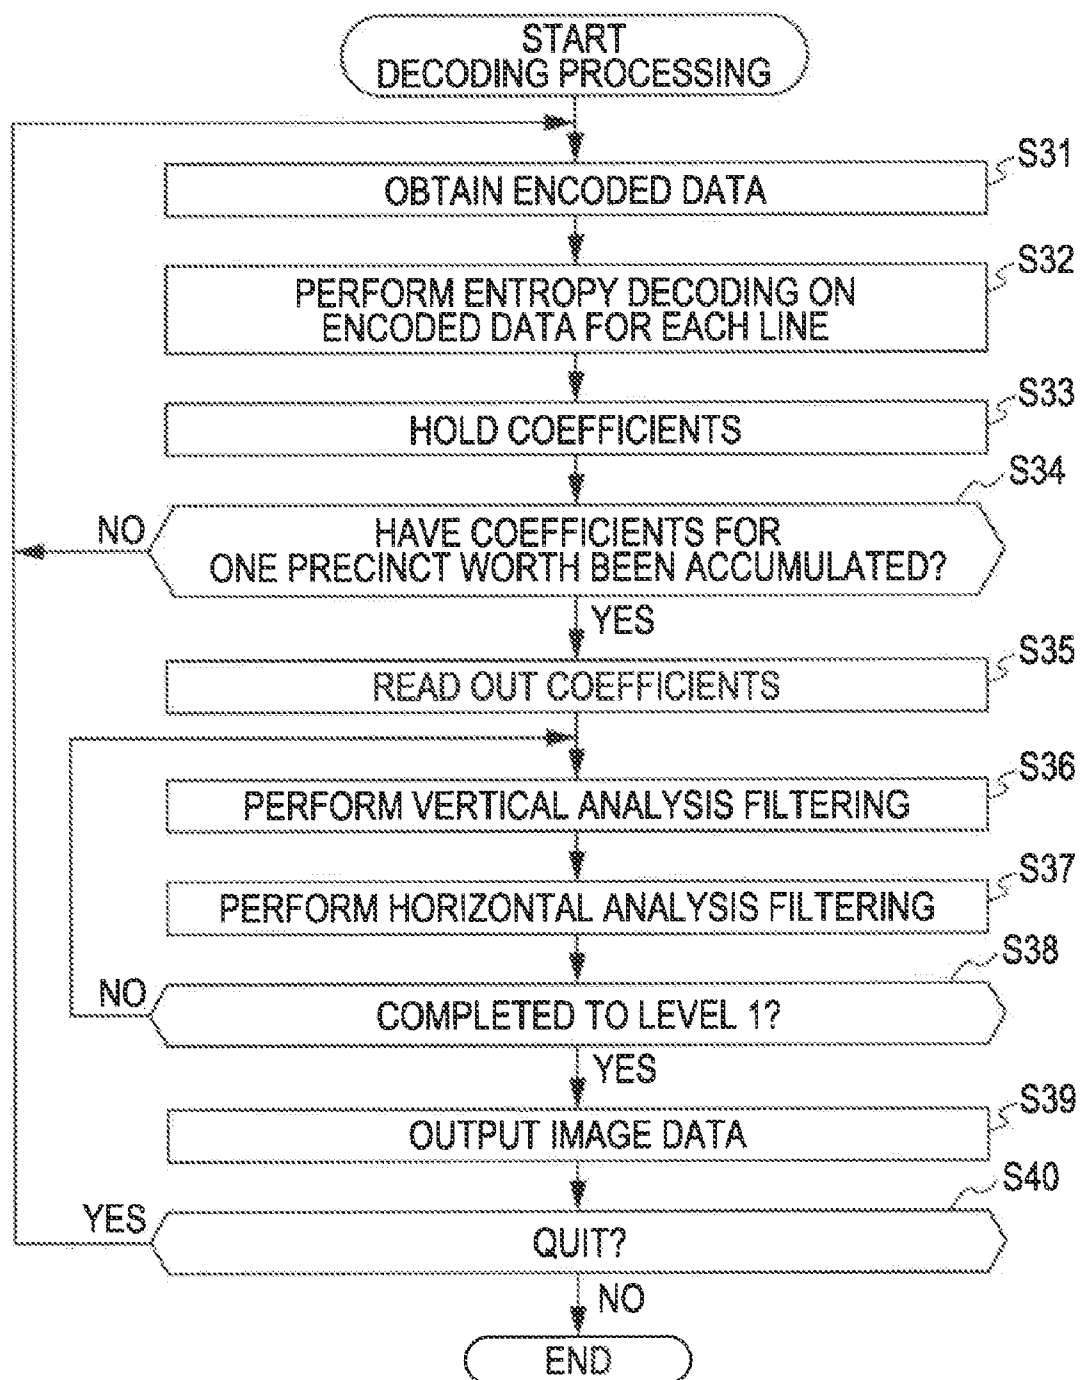 START
DECODING PROCESSING
S31
OBTAIN ENCODED DATA
S32
PERFORM ENTROPY DECODING ON
ENCODED DATA FOR EACH LINE
S33
HOLD COEFFICIENTS
S34
NO
HAVE COEFFICIENTS FOR
ONE PRECINCT WORTH BEEN ACCUMULATED?
YES
S35
READ OUT COEFFICIENTS
S36
PERFORM VERTICAL ANALYSIS FILTERING
S37
PERFORM HORIZONTAL ANALYSIS FILTERING
S38
NO
COMPLETED TO LEVEL 1?
YES
S39
OUTPUT IMAGE DATA
S40
YES
QUIT?
NO
END